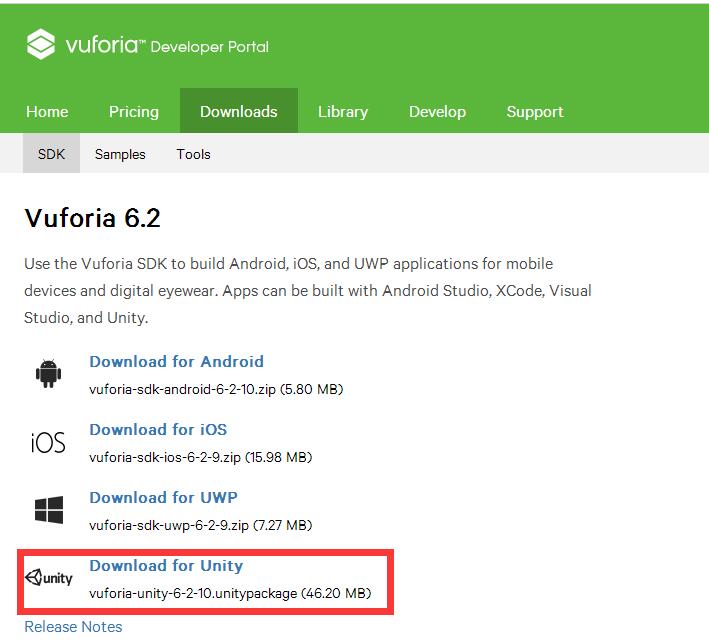 vuforia™ Developer Portal
Home Pricing Downloads Library Develop Support
SDK Samples Tools
Vuforia 6.2
Use the Vuforia SDK to build Android, iOS, and UWP applications for mobile
devices and digital eyewear. Apps can be built with Android Studio, XCode, Visual
Studio, and Unity.
Download for Android
vuforia-sdk-android-6-2-10.zip (5.80 MB)
iOS
Download for iOS
vuforia-sdk-ios-6-2-9.zip (15.98 MB)
Download for UWP
vuforia-sdk-uwp-6-2-9.zip (7.27 MB)
unity
Download for Unity
vuforia-unity-6-2-10.unitypackage (46.20 MB)
Release Notes